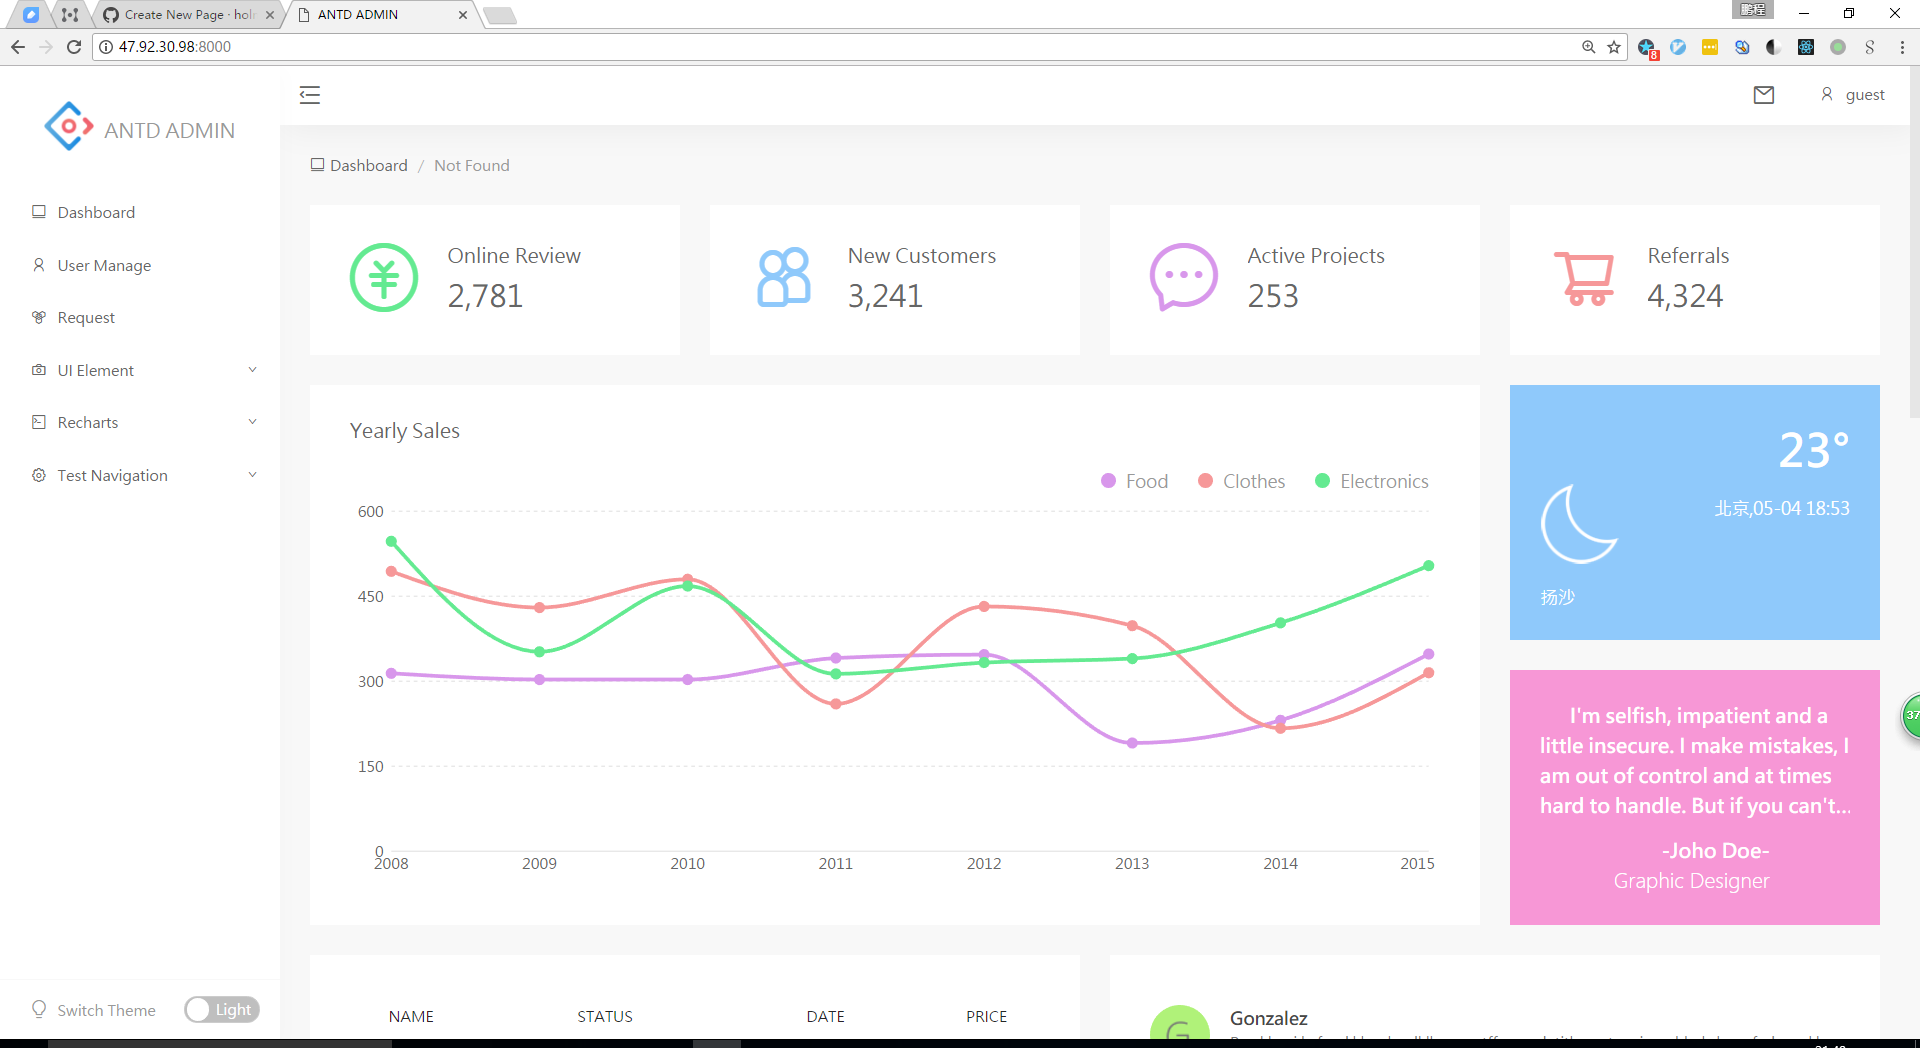 Create New Page · hol
ANTD ADMIN
鹏程
47.92.30.98:8000
8
ANTD ADMIN
guest
Dashboard / Not Found
Dashboard
User Manage
Request
UI Element
Recharts
Test Navigation
Online Review
2,781
New Customers
3,241
Active Projects
253
Referrals
4,324
Yearly Sales
Food
Clothes
Electronics
600
450
300
150
0
2008
2009
2010
2011
2012
2013
2014
2015
23°
北京,05-04 18:53
扬沙
37
I'm selfish, impatient and a
little insecure. I make mistakes, I
am out of control and at times
hard to handle. But if you can't...
-Joho Doe-
Graphic Designer
Switch Theme
Light
NAME STATUS DATE PRICE
G
Gonzalez